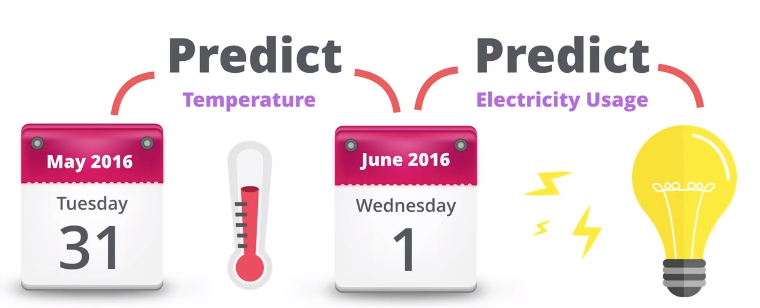 Predict
Temperature
Predict
Electricity Usage
May 2016
Tuesday
31
June 2016
Wednesday
1